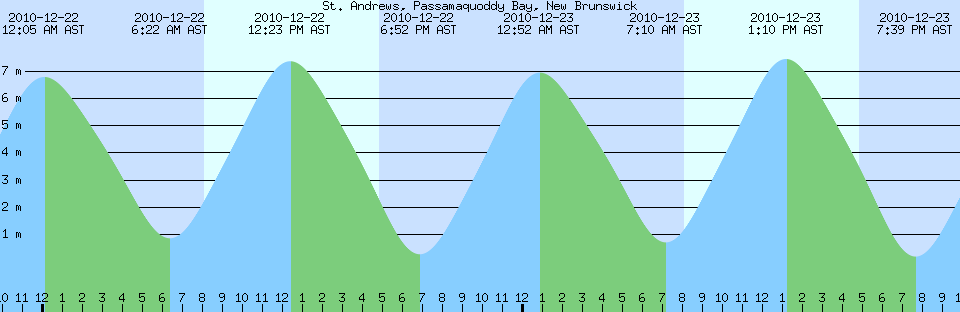 St. Andrews, Passamaquoddy Bay, New Brunswick
2010-12-22 2010-12-22 2010-12-22 2010-12-22 2010-12-23 2010-12-23 2010-12-23 2010-12-23
12:05 AM AST 6:22 AM AST 12:23 PM AST 6:52 PM AST 12:52 AM AST 7:10 AM AST 1:10 PM AST 7:39 PM AST
7 m
6 m
5 m
4 m
3 m
2 m
1 m
0 11 12 1 2 3 4 5 6 7 8 9 10 11 12 1 2 3 4 5 6 7 8 9 10 11 12 1 2 3 4 5 6 7 8 9 10 11 12 1 2 3 4 5 6 7 8 9 1